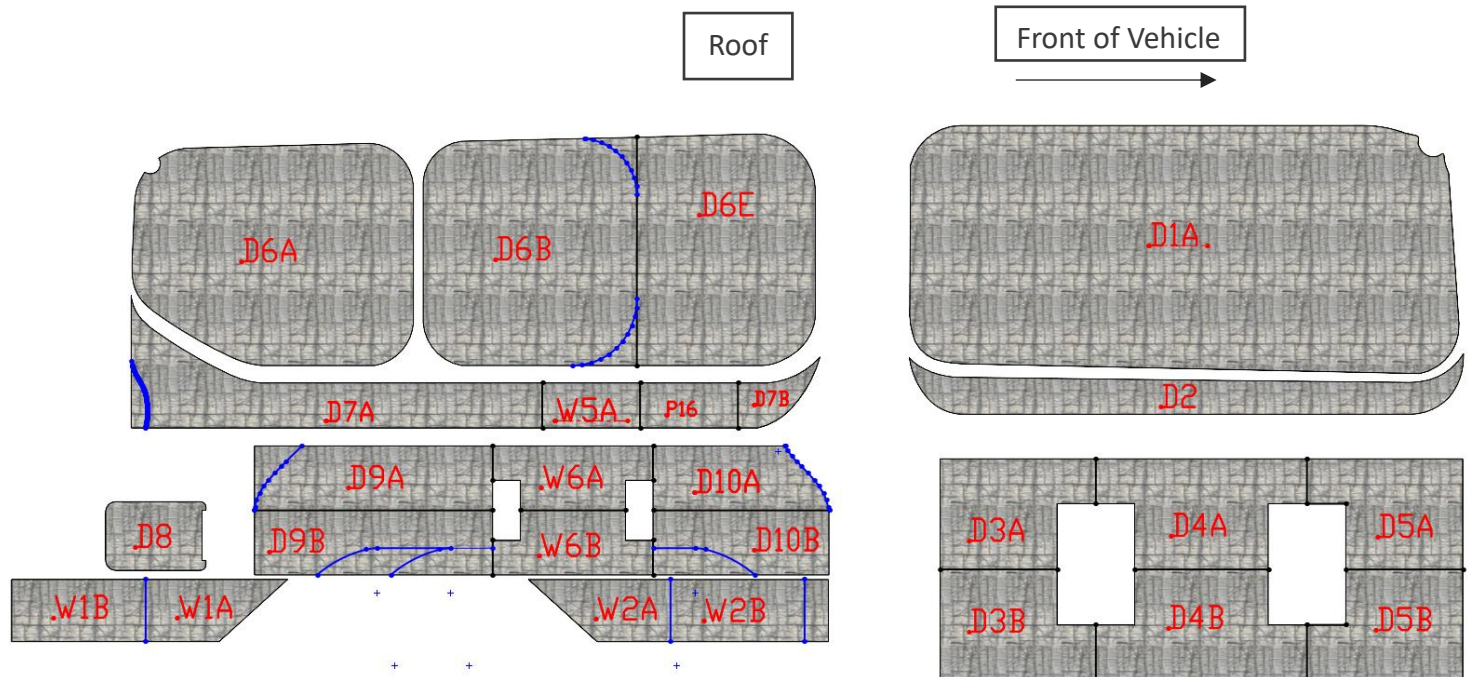 Roof
Front of Vehicle
D6A
D6B
D6E
D1A
D7A
W5A
P16
D7B
D2
D9A
W6A
D10A
D8
D9B
W6B
D10B
D3A
D4A
D5A
W1B
W1A
W2A
W2B
D3B
D4B
D5B